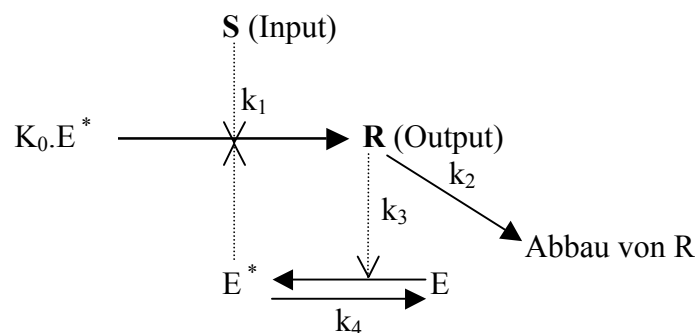 S (Input)
k₁
K₀.E*
R (Output)
k₂
k₃
Abbau von R
E*
E
k₄